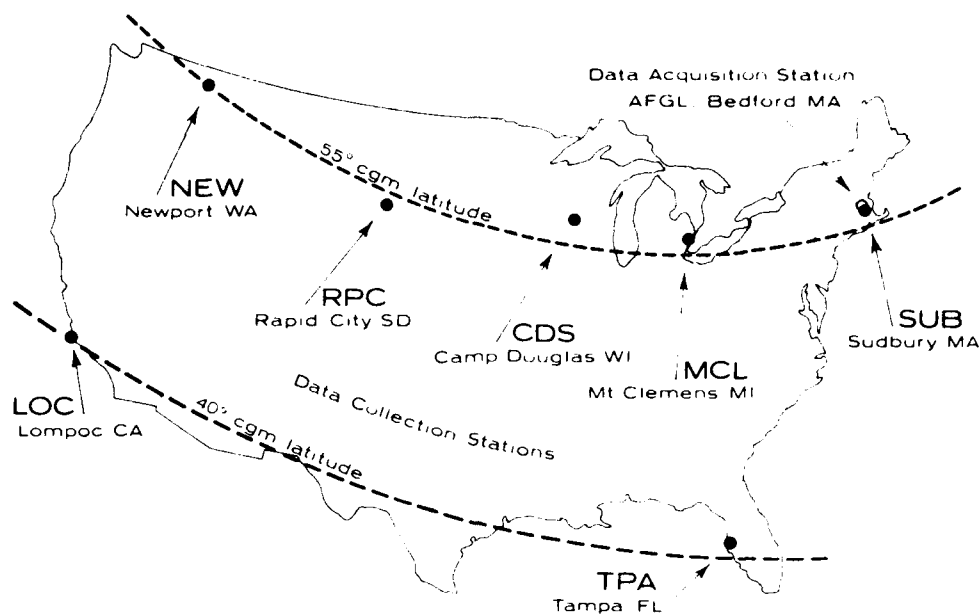 Data Acquisition Station
AFGL. Bedford MA
55° cgm latitude
NEW
Newport WA
RPC
Rapid City SD
CDS
Camp Douglas WI
MCL
Mt Clemens MI
SUB
Sudbury MA
LOC
Lompoc CA
Data Collection Stations
40° cgm latitude
TPA
Tampa FL